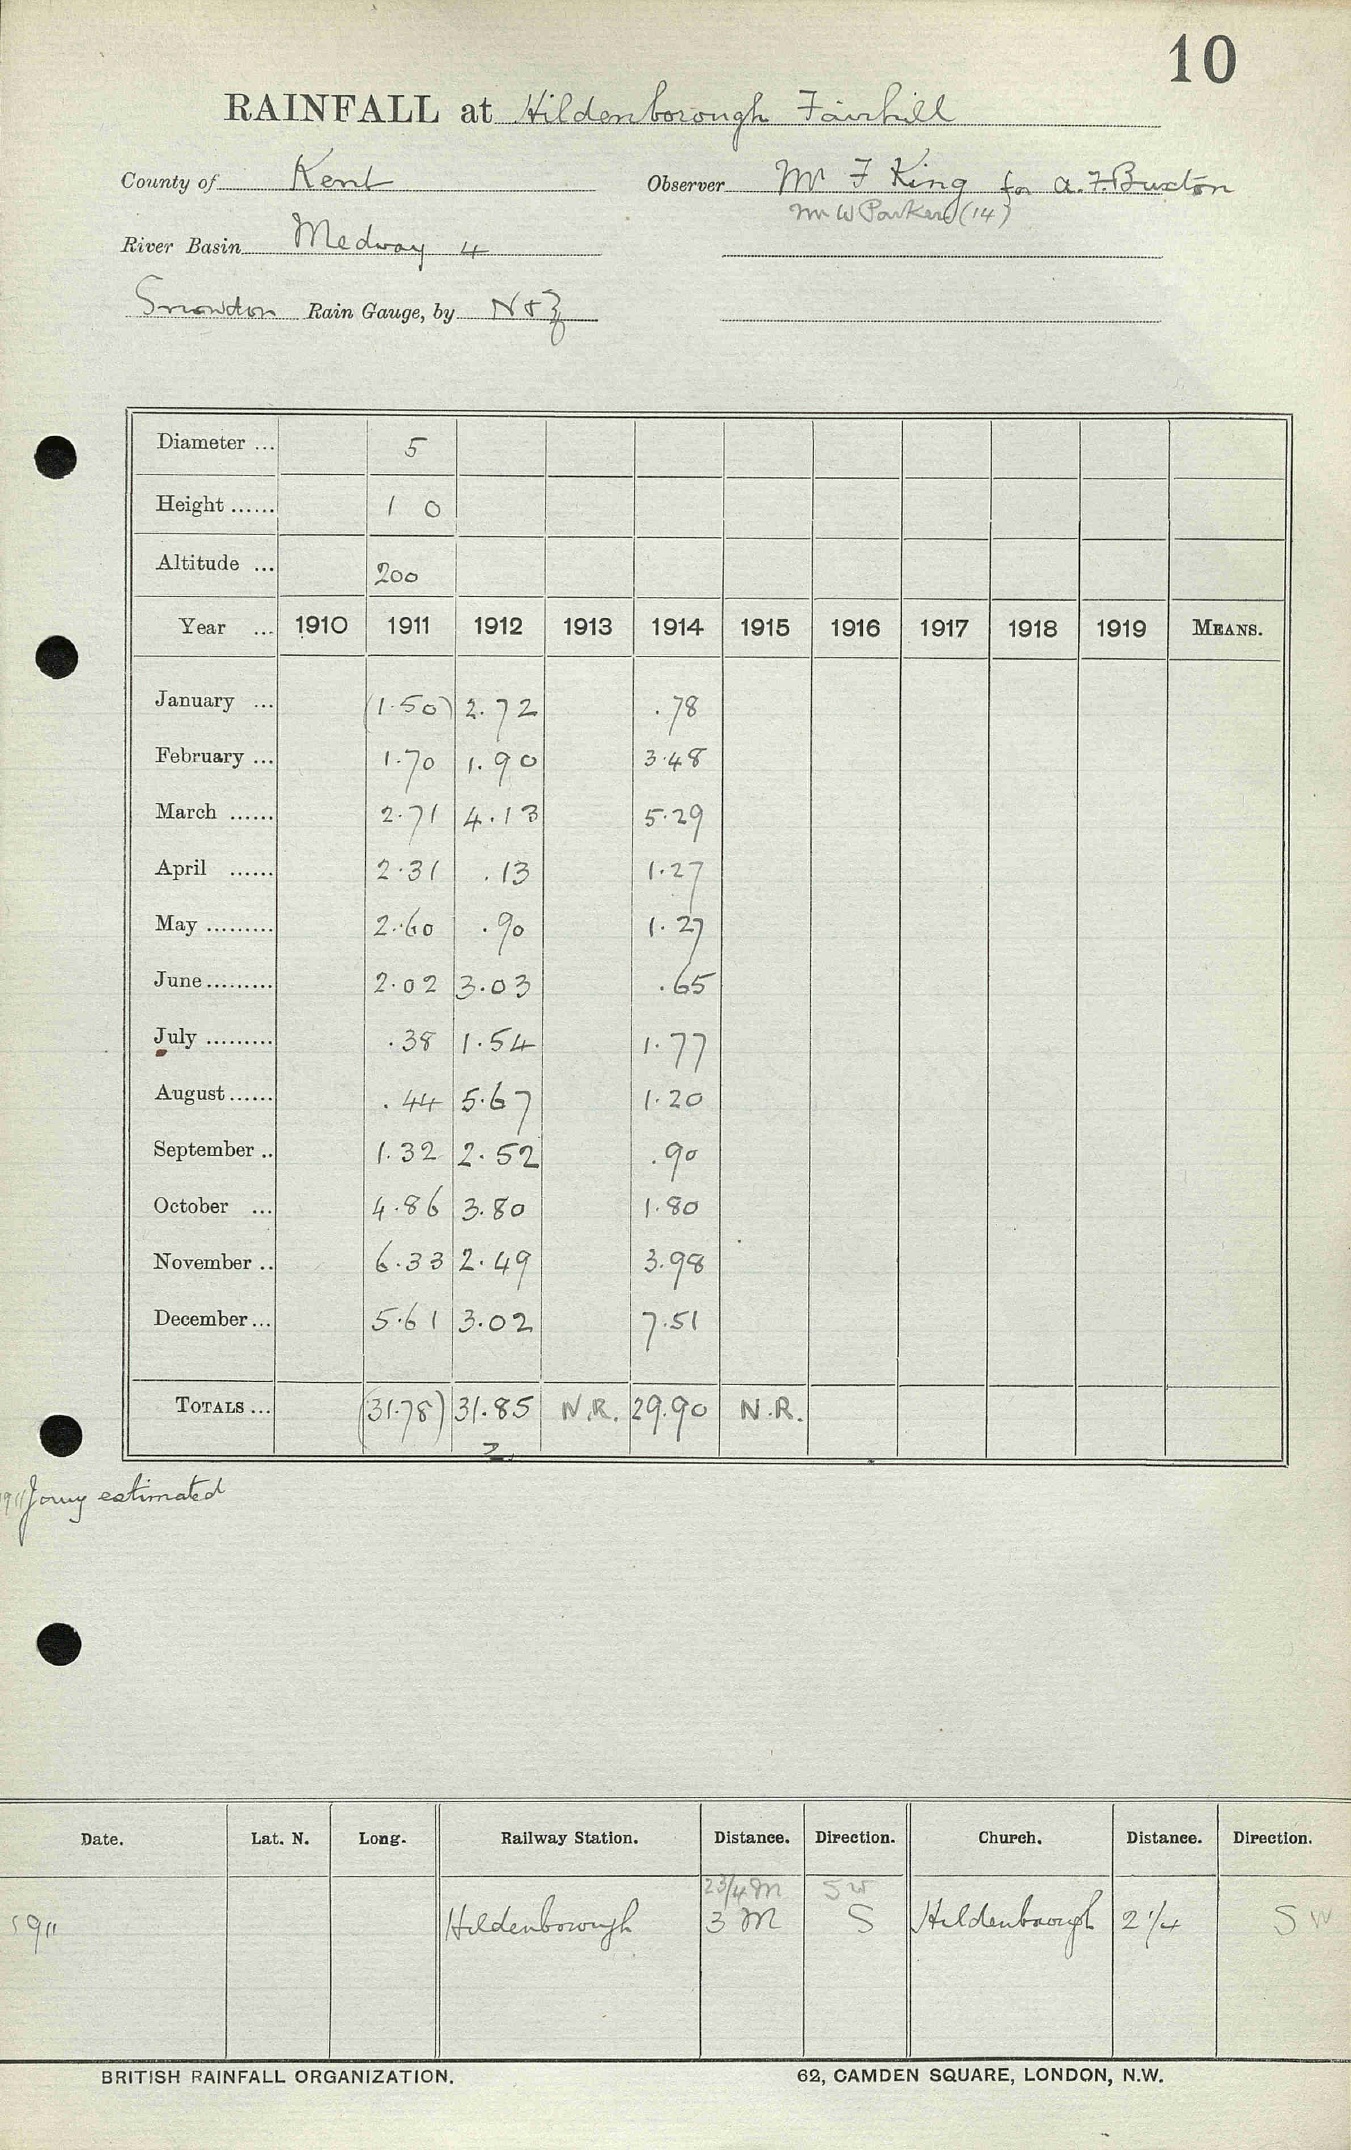 10
RAINFALL at Hildenborough Fairhill
County of Kent Observer Mr F King for A.F. Buxton
Mr W Parker (14)
River Basin Medway 4
Snowdon Rain Gauge, by N & Z
Diameter ... 5
Height ...... 1 0
Altitude ... 200
Year ... 1910 1911 1912 1913 1914 1915 1916 1917 1918 1919 MEANS.
January ... (1.50) 2.72 .78
February ... 1.70 1.90 3.48
March ...... 2.71 4.13 5.29
April ...... 2.31 .13 1.27
May ......... 2.60 .90 1.27
June ......... 2.02 3.03 .65
July ......... .38 1.54 1.77
August ...... .44 5.67 1.20
September .. 1.32 2.52 .90
October ... 4.86 3.80 1.80
November .. 6.33 2.49 3.98
December ... 5.61 3.02 7.51
TOTALS ... (31.78) 31.85 N.R. 29.90 N.R.
2
1911 Jany estimated
Date. Lat. N. Long. Railway Station. Distance. Direction. Church. Distance. Direction.
2 3/4 M SW
1911 Hildenborough 3 M S Hildenborough 2 1/4 SW
BRITISH RAINFALL ORGANIZATION. 62, CAMDEN SQUARE, LONDON, N.W.